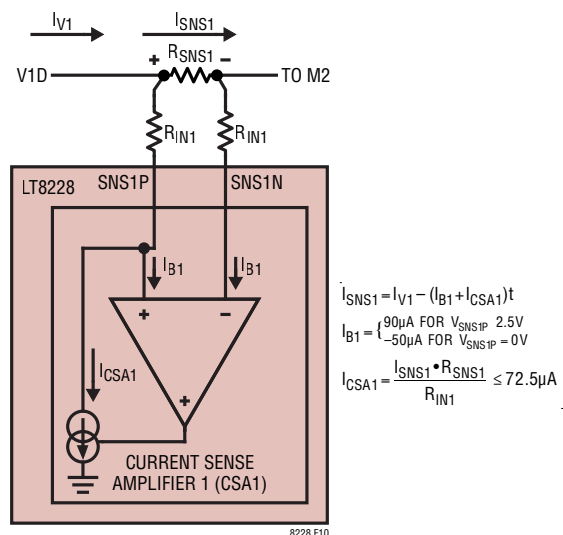 IV1 ISNS1
RSNS1
+ −
V1D TO M2
RIN1 RIN1
LT8228 SNS1P SNS1N
IB1 IB1
+ −
ICSA1
+
CURRENT SENSE
AMPLIFIER 1 (CSA1)
ISNS1 = IV1 – (IB1+ICSA1)t
IB1 = {90µA FOR VSNS1P 2.5V
–50µA FOR VSNS1P = 0V
ICSA1 = ISNS1 • RSNS1 / RIN1 ≤ 72.5µA
8228 F10